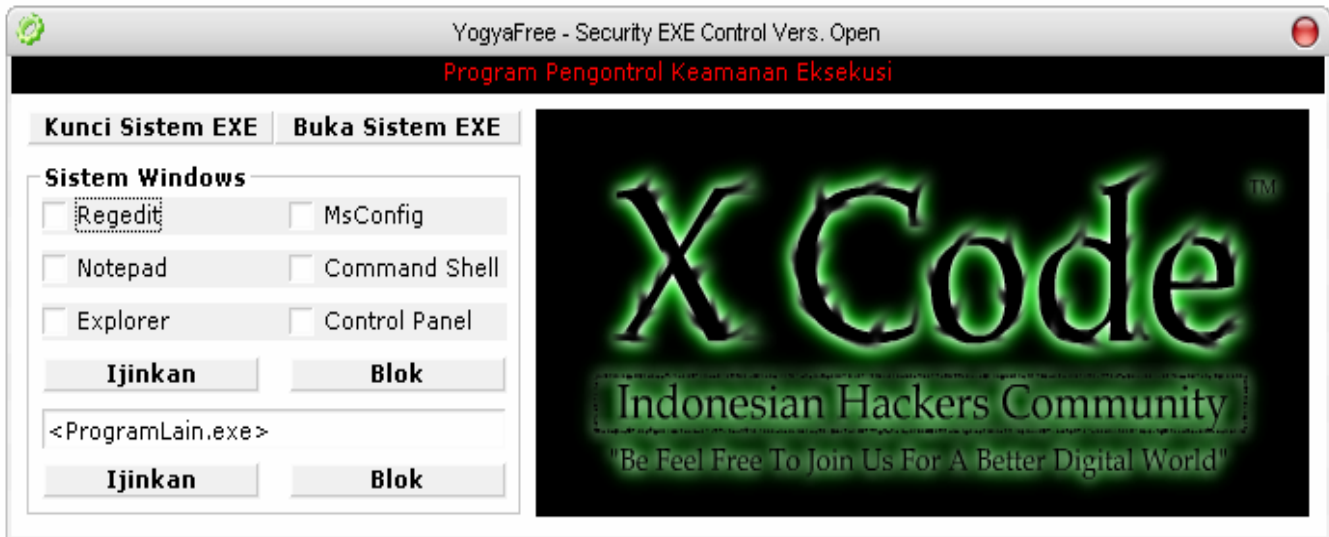 YogyaFree - Security EXE Control Vers. Open
Program Pengontrol Keamanan Eksekusi
Kunci Sistem EXE Buka Sistem EXE
Sistem Windows
Regedit MsConfig
Notepad Command Shell
Explorer Control Panel
Ijinkan Blok
<ProgramLain.exe>
Ijinkan Blok
X Code TM
Indonesian Hackers Community
"Be Feel Free To Join Us For A Better Digital World"